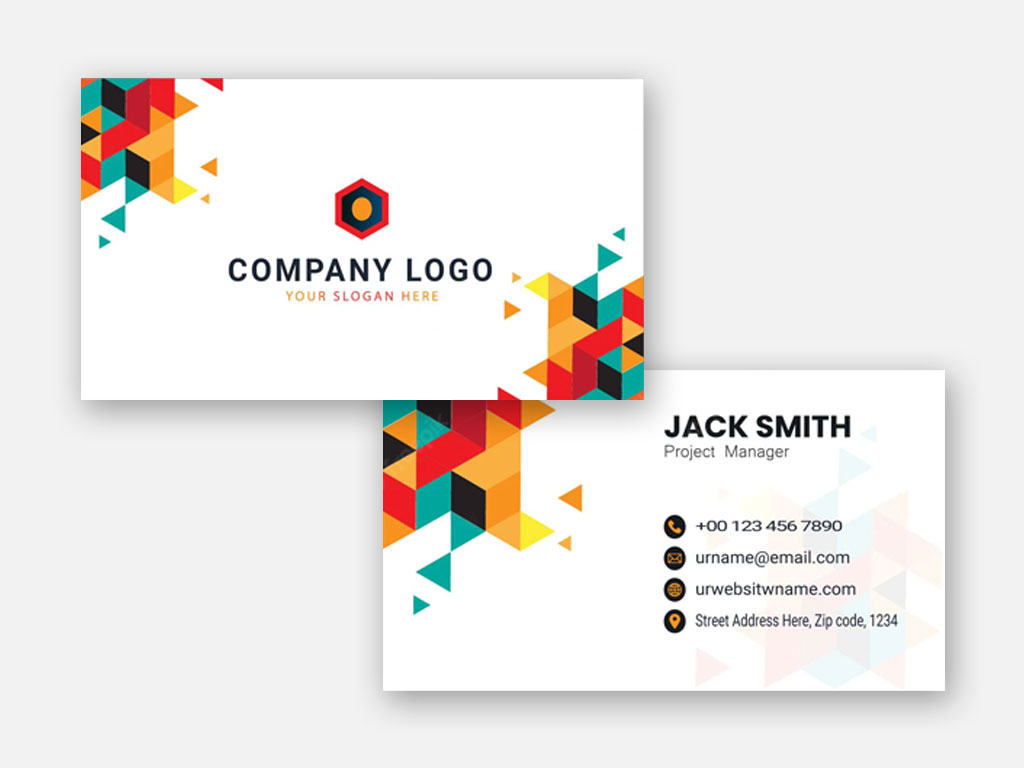 COMPANY LOGO
YOUR SLOGAN HERE
JACK SMITH
Project Manager
+00 123 456 7890
urname@email.com
urwebsitwname.com
Street Address Here, Zip code, 1234